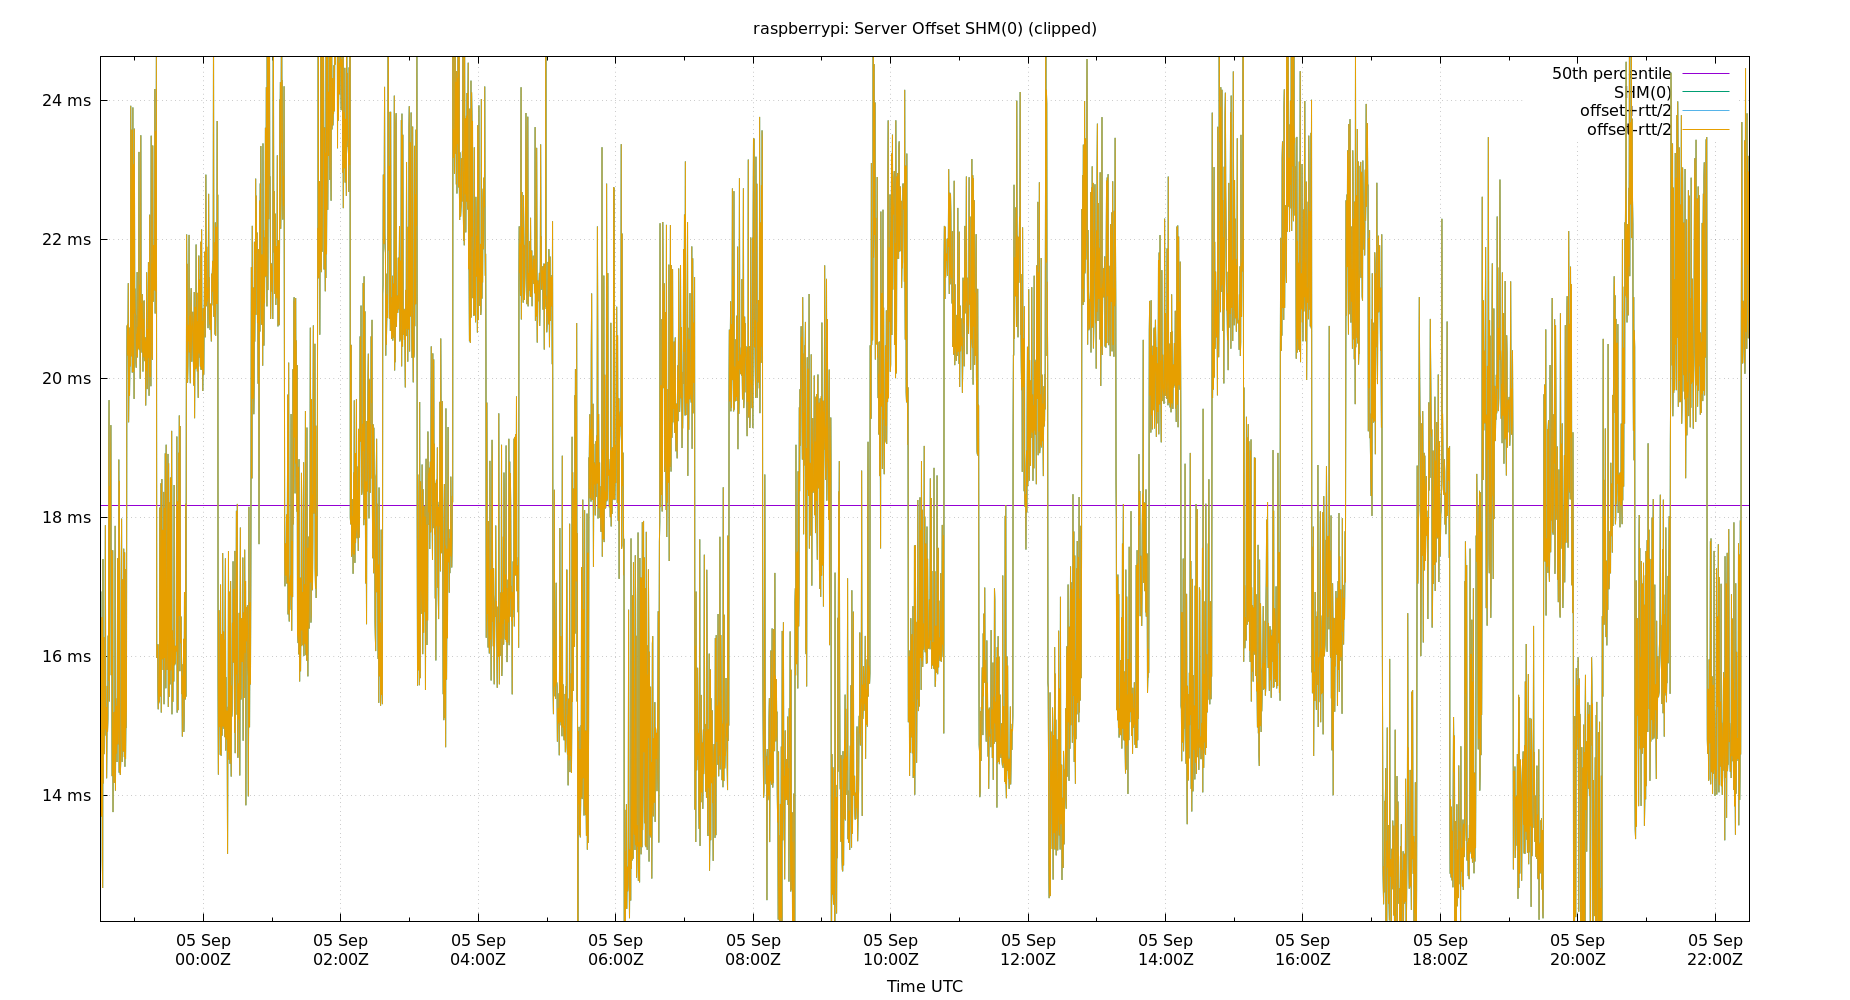 raspberrypi: Server Offset SHM(0) (clipped)
50th percentile
SHM(0)
offset+rtt/2
offset-rtt/2
24 ms
22 ms
20 ms
18 ms
16 ms
14 ms
05 Sep 05 Sep 05 Sep 05 Sep 05 Sep 05 Sep 05 Sep 05 Sep 05 Sep 05 Sep 05 Sep 05 Sep
00:00Z 02:00Z 04:00Z 06:00Z 08:00Z 10:00Z 12:00Z 14:00Z 16:00Z 18:00Z 20:00Z 22:00Z
Time UTC